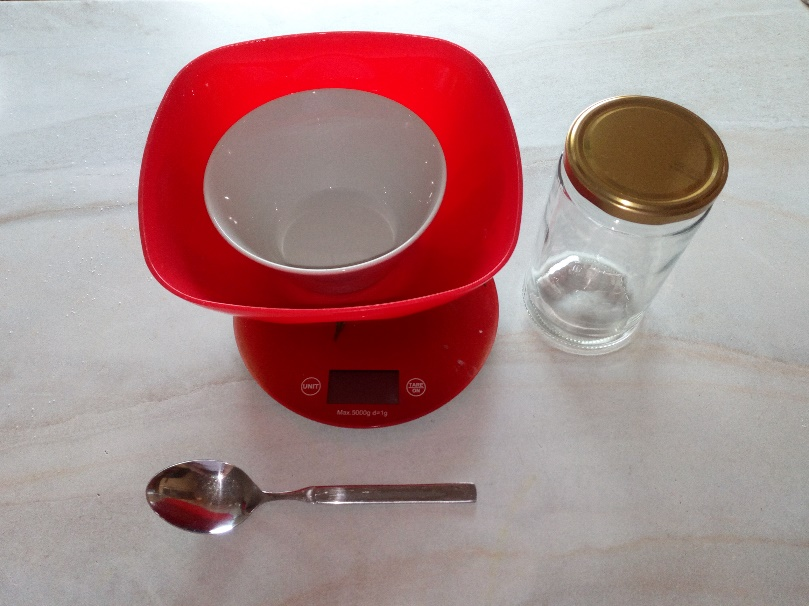 UNIT
TARE
ON
Max.5000g d=1g